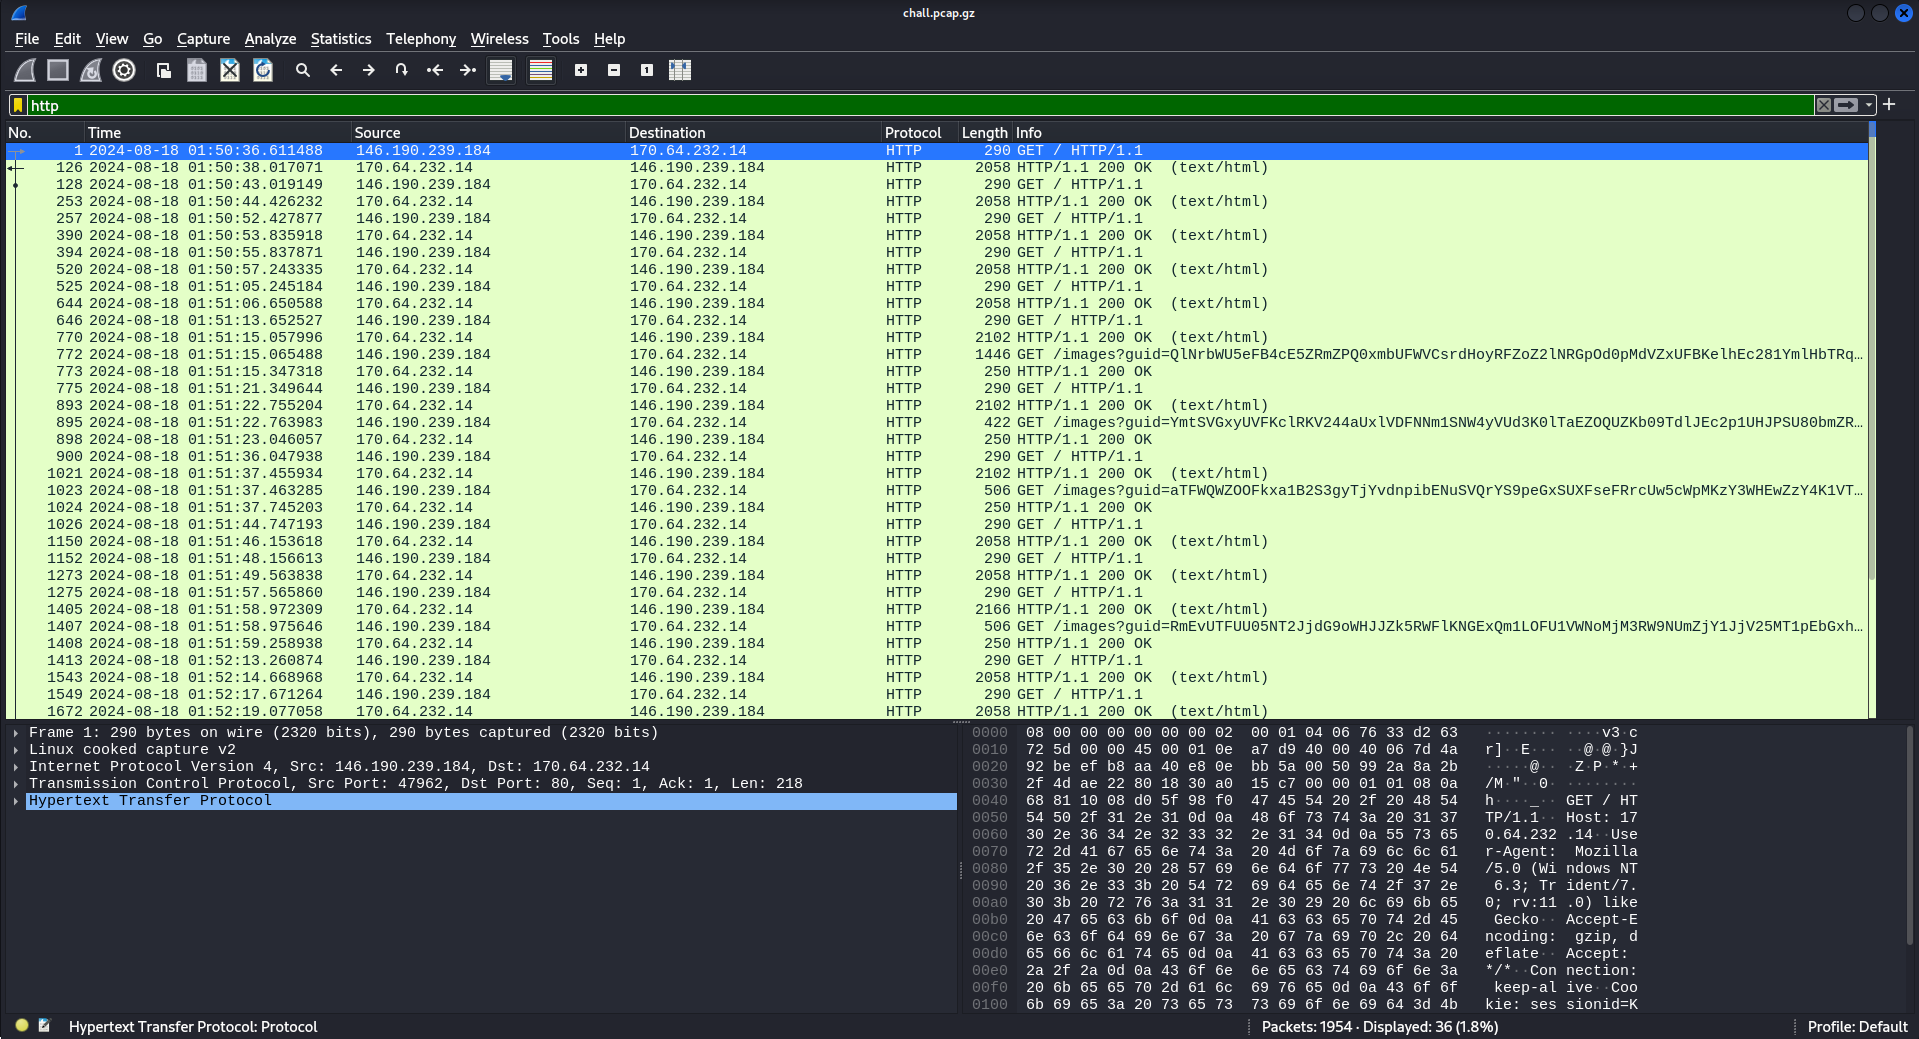 chall.pcap.gz
File Edit View Go Capture Analyze Statistics Telephony Wireless Tools Help
http
No. Time Source Destination Protocol Length Info
1 2024-08-18 01:50:36.611488 146.190.239.184 170.64.232.14 HTTP 290 GET / HTTP/1.1
126 2024-08-18 01:50:38.017071 170.64.232.14 146.190.239.184 HTTP 2058 HTTP/1.1 200 OK (text/html)
128 2024-08-18 01:50:43.019149 146.190.239.184 170.64.232.14 HTTP 290 GET / HTTP/1.1
253 2024-08-18 01:50:44.426232 170.64.232.14 146.190.239.184 HTTP 2058 HTTP/1.1 200 OK (text/html)
257 2024-08-18 01:50:52.427877 146.190.239.184 170.64.232.14 HTTP 290 GET / HTTP/1.1
390 2024-08-18 01:50:53.835918 170.64.232.14 146.190.239.184 HTTP 2058 HTTP/1.1 200 OK (text/html)
394 2024-08-18 01:50:55.837871 146.190.239.184 170.64.232.14 HTTP 290 GET / HTTP/1.1
520 2024-08-18 01:50:57.243335 170.64.232.14 146.190.239.184 HTTP 2058 HTTP/1.1 200 OK (text/html)
525 2024-08-18 01:51:05.245184 146.190.239.184 170.64.232.14 HTTP 290 GET / HTTP/1.1
644 2024-08-18 01:51:06.650588 170.64.232.14 146.190.239.184 HTTP 2058 HTTP/1.1 200 OK (text/html)
646 2024-08-18 01:51:13.652527 146.190.239.184 170.64.232.14 HTTP 290 GET / HTTP/1.1
770 2024-08-18 01:51:15.057996 170.64.232.14 146.190.239.184 HTTP 2102 HTTP/1.1 200 OK (text/html)
772 2024-08-18 01:51:15.065488 146.190.239.184 170.64.232.14 HTTP 1446 GET /images?guid=QlNrbWU5eFB4cE5ZRmZPQ0xmbUFWVCsrdHoyRFZoZ2lNRGpOd0pMdVZxUFBKelhEc281YmlHbTRq…
773 2024-08-18 01:51:15.347318 170.64.232.14 146.190.239.184 HTTP 250 HTTP/1.1 200 OK
775 2024-08-18 01:51:21.349644 146.190.239.184 170.64.232.14 HTTP 290 GET / HTTP/1.1
893 2024-08-18 01:51:22.755204 170.64.232.14 146.190.239.184 HTTP 2102 HTTP/1.1 200 OK (text/html)
895 2024-08-18 01:51:22.763983 146.190.239.184 170.64.232.14 HTTP 422 GET /images?guid=YmtSVGxyUVFKclRKV244aUxlVDFNNm1SNW4yVUd3K0lTaEZOQUZKb09TdlJEc2p1UHJPSU80bmZR…
898 2024-08-18 01:51:23.046057 170.64.232.14 146.190.239.184 HTTP 250 HTTP/1.1 200 OK
900 2024-08-18 01:51:36.047938 146.190.239.184 170.64.232.14 HTTP 290 GET / HTTP/1.1
1021 2024-08-18 01:51:37.455934 170.64.232.14 146.190.239.184 HTTP 2102 HTTP/1.1 200 OK (text/html)
1023 2024-08-18 01:51:37.463285 146.190.239.184 170.64.232.14 HTTP 506 GET /images?guid=aTFWQWZOOFkxa1B2S3gyTjYvdnpibENuSVQrYS9peGxSUXFseFRrcUw5cWpMKzY3WHEwZzY4K1VT…
1024 2024-08-18 01:51:37.745203 170.64.232.14 146.190.239.184 HTTP 250 HTTP/1.1 200 OK
1026 2024-08-18 01:51:44.747193 146.190.239.184 170.64.232.14 HTTP 290 GET / HTTP/1.1
1150 2024-08-18 01:51:46.153618 170.64.232.14 146.190.239.184 HTTP 2058 HTTP/1.1 200 OK (text/html)
1152 2024-08-18 01:51:48.156613 146.190.239.184 170.64.232.14 HTTP 290 GET / HTTP/1.1
1273 2024-08-18 01:51:49.563838 170.64.232.14 146.190.239.184 HTTP 2058 HTTP/1.1 200 OK (text/html)
1275 2024-08-18 01:51:57.565860 146.190.239.184 170.64.232.14 HTTP 290 GET / HTTP/1.1
1405 2024-08-18 01:51:58.972309 170.64.232.14 146.190.239.184 HTTP 2166 HTTP/1.1 200 OK (text/html)
1407 2024-08-18 01:51:58.975646 146.190.239.184 170.64.232.14 HTTP 506 GET /images?guid=RmEvUTFUU05NT2JjdG9oWHJJZk5RWFlKNGExQm1LOFU1VWNoMjM3RW9NUmZjY1JjV25MT1pEbGxh…
1408 2024-08-18 01:51:59.258938 170.64.232.14 146.190.239.184 HTTP 250 HTTP/1.1 200 OK
1413 2024-08-18 01:52:13.260874 146.190.239.184 170.64.232.14 HTTP 290 GET / HTTP/1.1
1543 2024-08-18 01:52:14.668968 170.64.232.14 146.190.239.184 HTTP 2058 HTTP/1.1 200 OK (text/html)
1549 2024-08-18 01:52:17.671264 146.190.239.184 170.64.232.14 HTTP 290 GET / HTTP/1.1
1672 2024-08-18 01:52:19.077058 170.64.232.14 146.190.239.184 HTTP 2058 HTTP/1.1 200 OK (text/html)
Frame 1: 290 bytes on wire (2320 bits), 290 bytes captured (2320 bits)
Linux cooked capture v2
Internet Protocol Version 4, Src: 146.190.239.184, Dst: 170.64.232.14
Transmission Control Protocol, Src Port: 47962, Dst Port: 80, Seq: 1, Ack: 1, Len: 218
Hypertext Transfer Protocol
0000 08 00 00 00 00 00 00 02 00 01 04 06 76 33 d2 63 ········ ····v3·c
0010 72 5d 00 00 45 00 01 0e a7 d9 40 00 40 06 7d 4a r]··E··· ··@·@·}J
0020 92 be ef b8 aa 40 e8 0e bb 5a 00 50 99 2a 8a 2b ·····@·· ·Z·P·*·+
0030 2f 4d ae 22 80 18 30 a0 15 c7 00 00 01 01 08 0a /M·"··0· ········
0040 68 81 10 08 d0 5f 98 f0 47 45 54 20 2f 20 48 54 h····_·· GET / HT
0050 54 50 2f 31 2e 31 0d 0a 48 6f 73 74 3a 20 31 37 TP/1.1·· Host: 17
0060 30 2e 36 34 2e 32 33 32 2e 31 34 0d 0a 55 73 65 0.64.232 .14··Use
0070 72 2d 41 67 65 6e 74 3a 20 4d 6f 7a 69 6c 6c 61 r-Agent: Mozilla
0080 2f 35 2e 30 20 28 57 69 6e 64 6f 77 73 20 4e 54 /5.0 (Wi ndows NT
0090 20 36 2e 33 3b 20 54 72 69 64 65 6e 74 2f 37 2e 6.3; Tr ident/7.
00a0 30 3b 20 72 76 3a 31 31 2e 30 29 20 6c 69 6b 65 0; rv:11 .0) like
00b0 20 47 65 63 6b 6f 0d 0a 41 63 63 65 70 74 2d 45 Gecko·· Accept-E
00c0 6e 63 6f 64 69 6e 67 3a 20 67 7a 69 70 2c 20 64 ncoding: gzip, d
00d0 65 66 6c 61 74 65 0d 0a 41 63 63 65 70 74 3a 20 eflate·· Accept:
00e0 2a 2f 2a 0d 0a 43 6f 6e 6e 65 63 74 69 6f 6e 3a */*··Con nection:
00f0 20 6b 65 65 70 2d 61 6c 69 76 65 0d 0a 43 6f 6f keep-al ive··Coo
0100 6b 69 65 3a 20 73 65 73 73 69 6f 6e 69 64 3d 4b kie: ses sionid=K
Hypertext Transfer Protocol: Protocol
Packets: 1954 · Displayed: 36 (1.8%)
Profile: Default